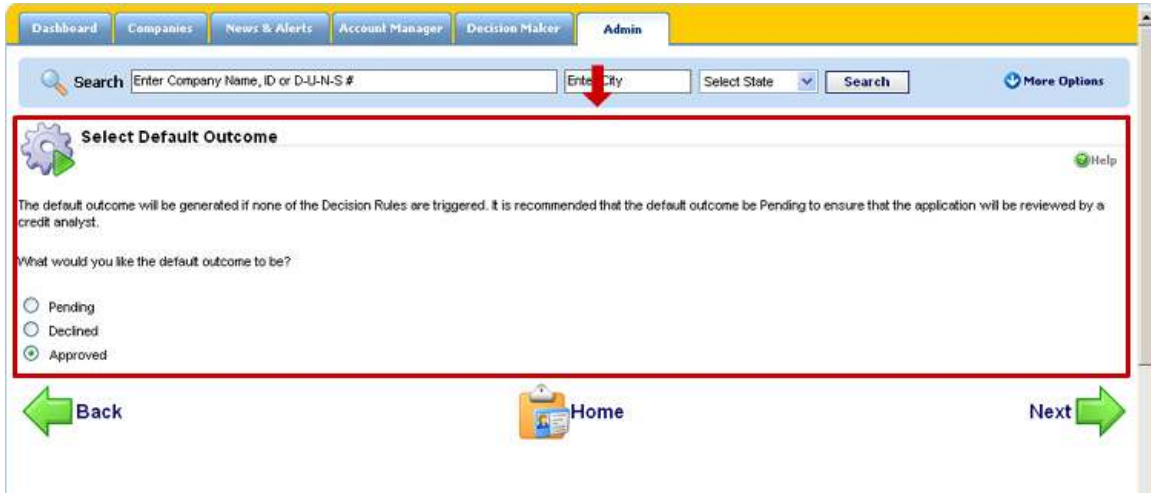 Dashboard Companies News & Alerts Account Manager Decision Maker Admin
Search Enter Company Name, ID or D-U-N-S # Enter City Select State Search More Options
Select Default Outcome
Help
The default outcome will be generated if none of the Decision Rules are triggered. It is recommended that the default outcome be Pending to ensure that the application will be reviewed by a
credit analyst.
What would you like the default outcome to be?
Pending
Declined
Approved
Back Home Next